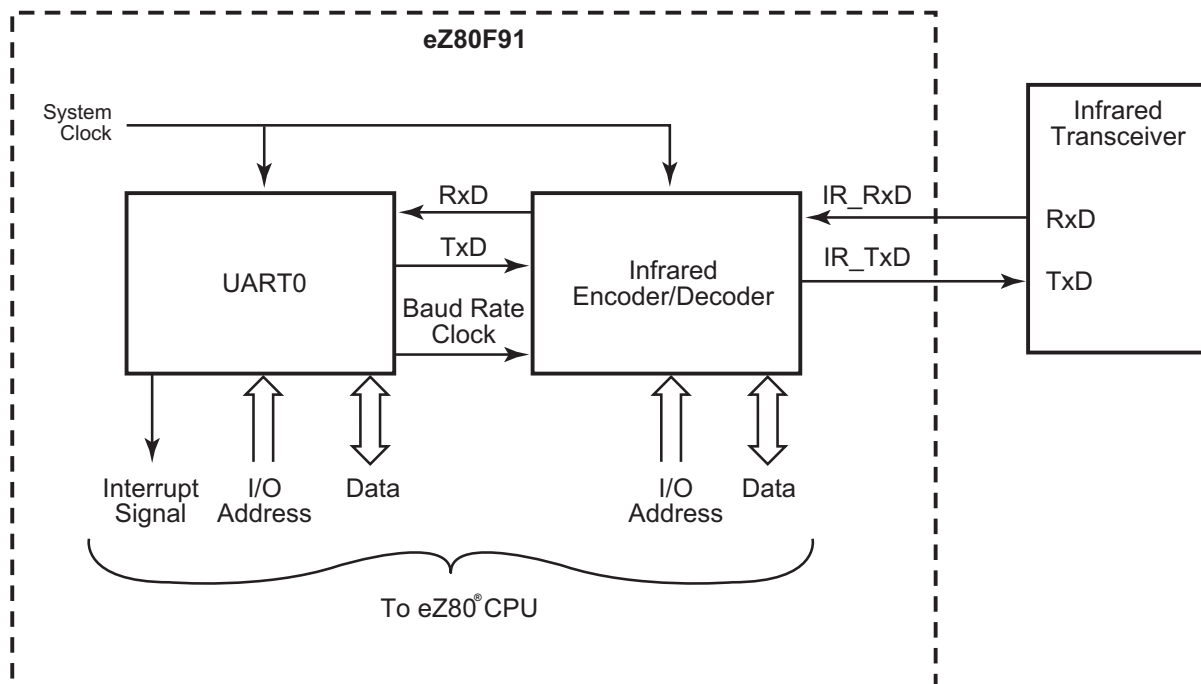 eZ80F91
System
Clock
Infrared
Transceiver
RxD
IR_RxD
RxD
TxD
IR_TxD
TxD
UART0
Infrared
Encoder/Decoder
Baud Rate
Clock
Interrupt
Signal
I/O
Address
Data
I/O
Address
Data
To eZ80® CPU